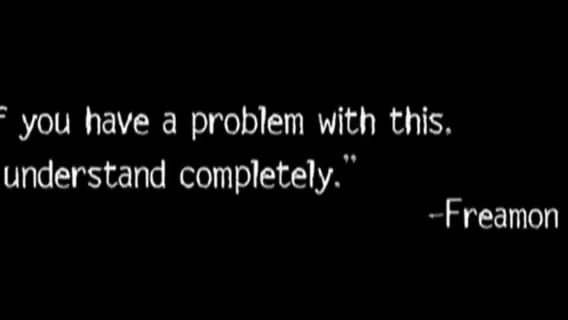 you have a problem with this,
understand completely."
-Freamon